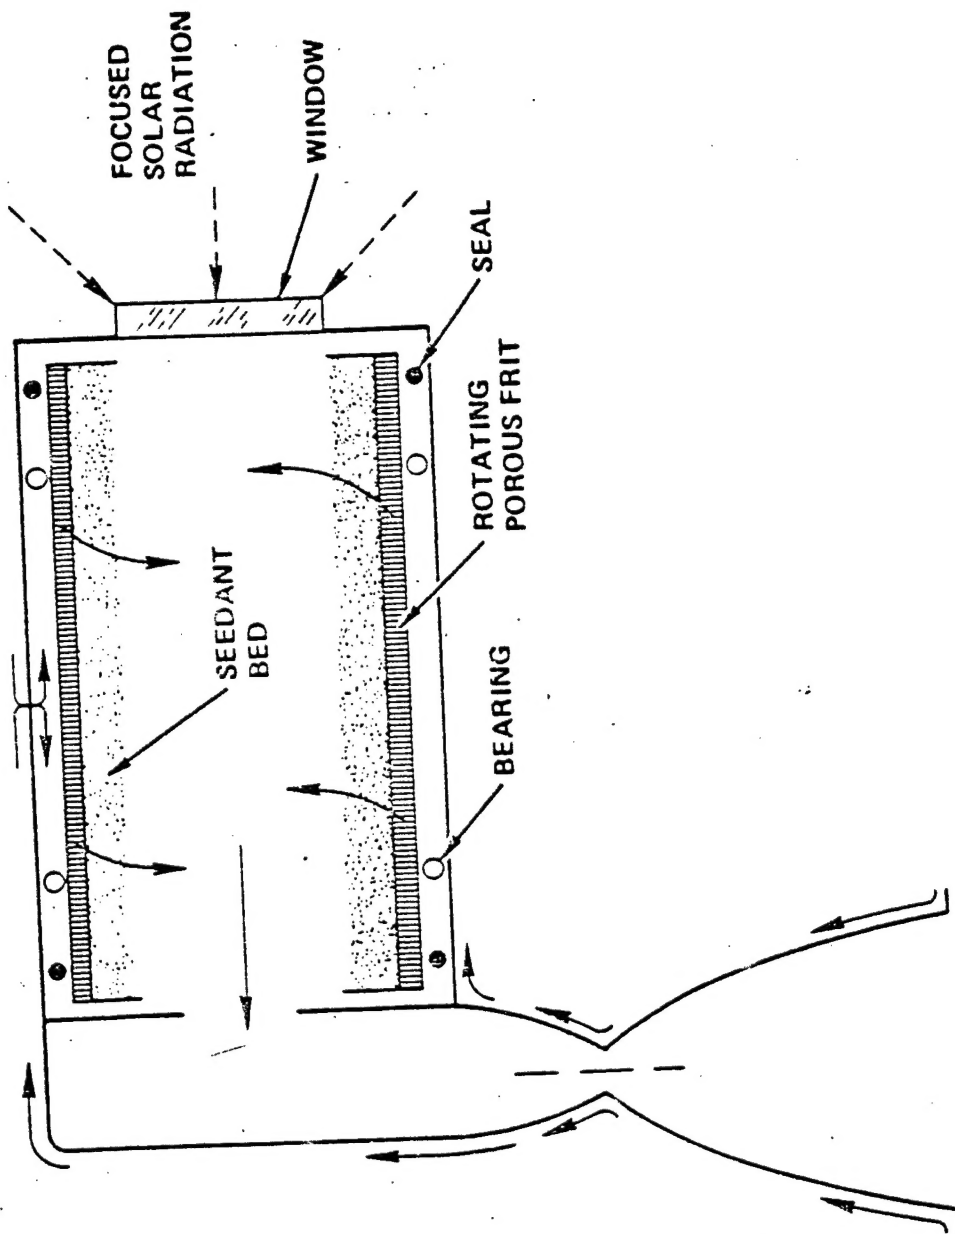 FOCUSED
SOLAR
RADIATION
WINDOW
SEAL
SEEDANT
BED
ROTATING
POROUS FRIT
BEARING